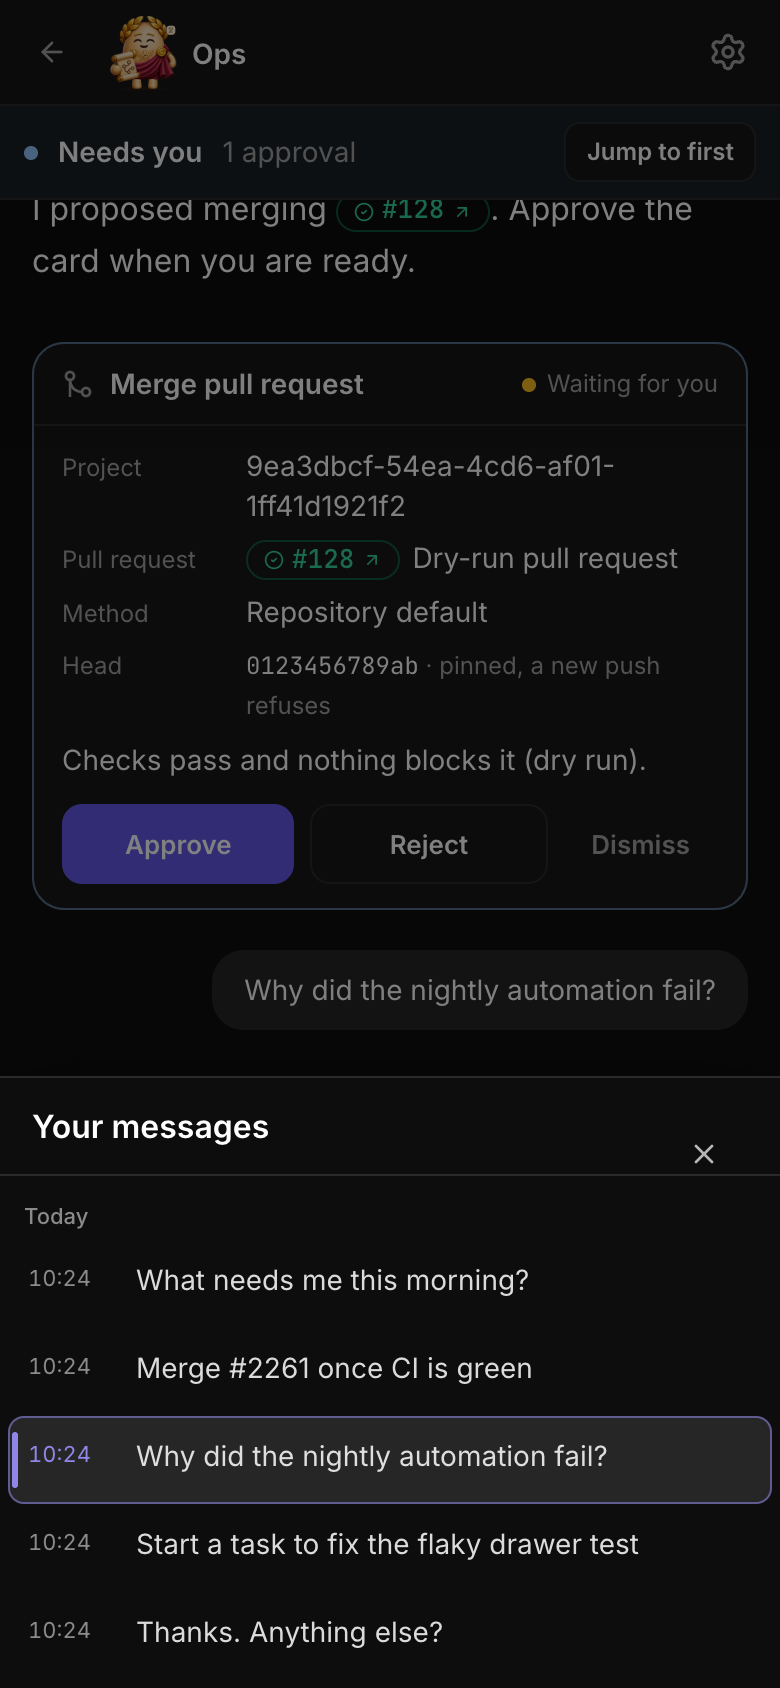 Ops
Needs you 1 approval
Jump to first
I proposed merging #128. Approve the
card when you are ready.
Merge pull request
Waiting for you
Project
9ea3dbcf-54ea-4cd6-af01-
1ff41d1921f2
Pull request
#128 Dry-run pull request
Method
Repository default
Head
0123456789ab · pinned, a new push
refuses
Checks pass and nothing blocks it (dry run).
Approve
Reject
Dismiss
Why did the nightly automation fail?
Your messages
Today
10:24 What needs me this morning?
10:24 Merge #2261 once CI is green
10:24 Why did the nightly automation fail?
10:24 Start a task to fix the flaky drawer test
10:24 Thanks. Anything else?